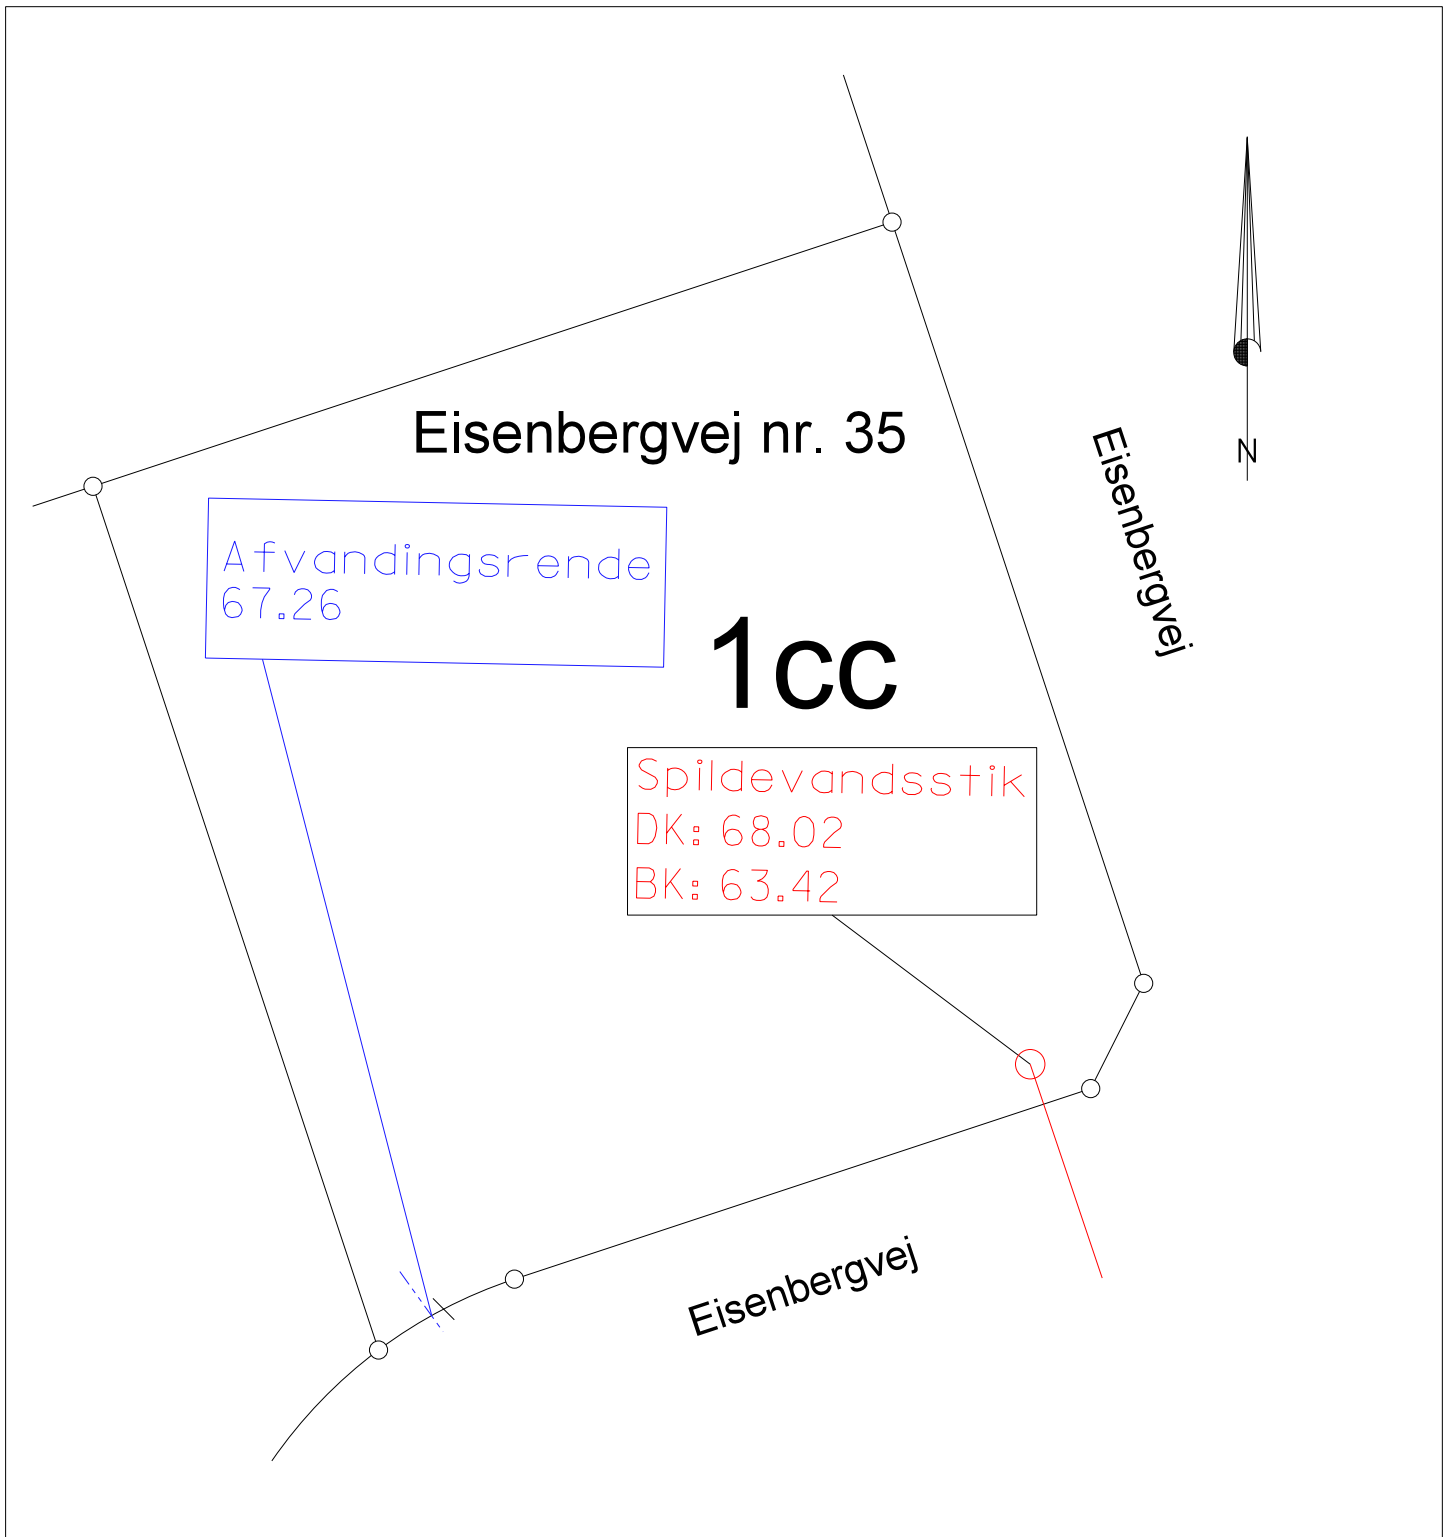 Eisenbergvej nr. 35
N
Eisenbergvej
Afvandingsrende
67.26
1cc
Spildevandsstik
DK: 68.02
BK: 63.42
Eisenbergvej